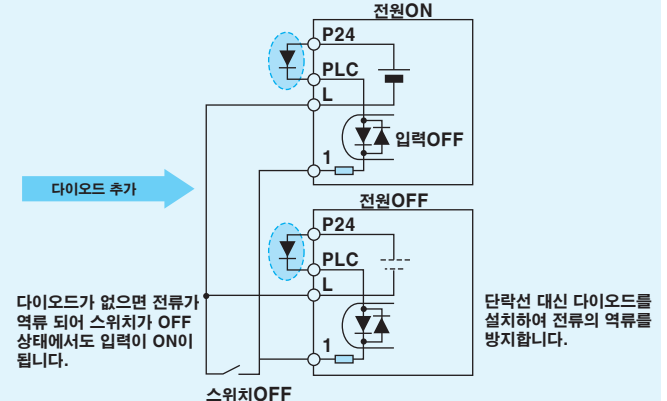 전원ON
P24
PLC
L
입력OFF
1
다이오드 추가
전원OFF
P24
PLC
L
1
다이오드가 없으면 전류가
역류 되어 스위치가 OFF
상태에서도 입력이 ON이
됩니다.
단락선 대신 다이오드를
설치하여 전류의 역류를
방지합니다.
스위치OFF